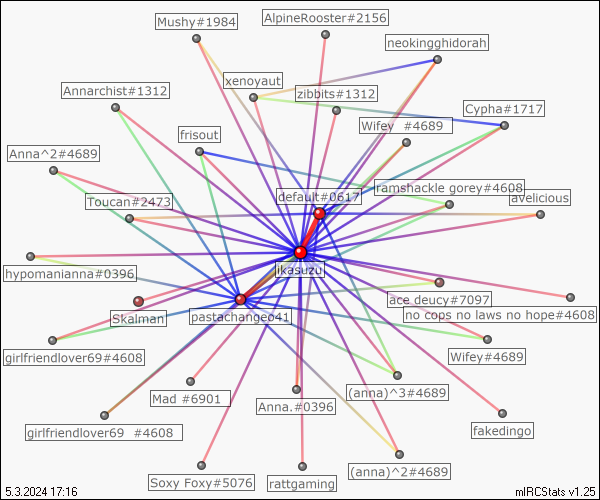 Mushy#1984
AlpineRooster#2156
neokingghidorah
xenoyaut
Annarchist#1312
zibbits#1312
Cypha#1717
frisout
Wifey  #4689
Anna^2#4689
default#0617
ramshackle gorey#4608
Toucan#2473
avelicious
ikasuzu
hypomanianna#0396
ace_deucy#7097
Skalman
pastachange041
no cops no laws no hope#4608
girlfriendlover69#4608
Wifey#4689
Mad #6901
Anna.#0396
(anna)^3#4689
girlfriendlover69  #4608
fakedingo
Soxy Foxy#5076
rattgaming
(anna)^2#4689
5.3.2024 17:16
mIRCStats v1.25